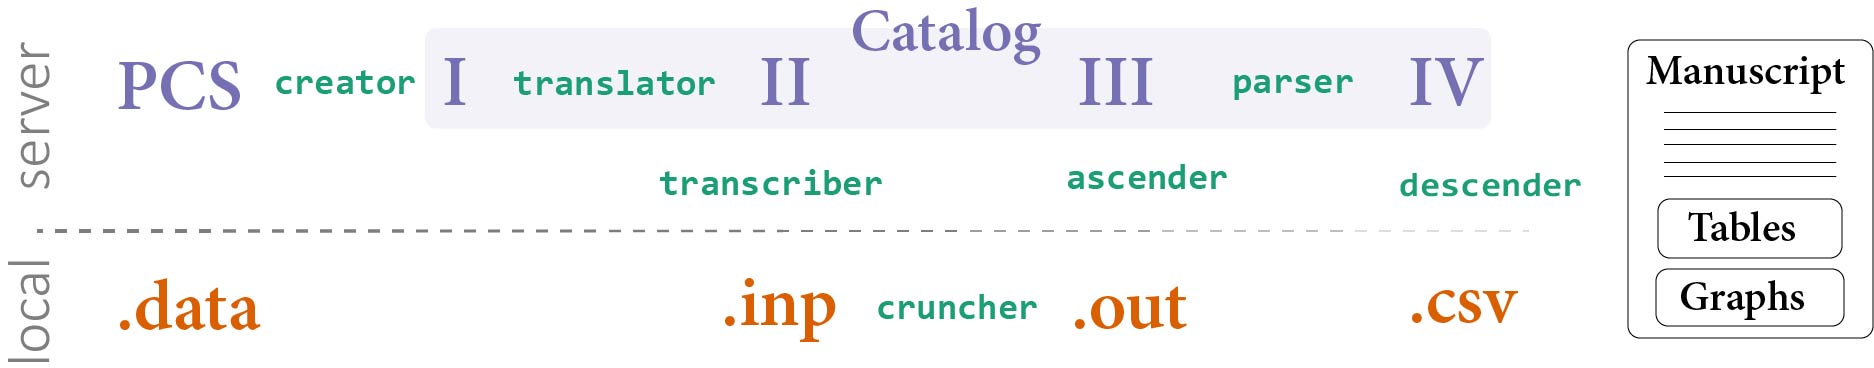 Catalog
server
PCS creator I translator II III parser IV
transcriber ascender descender
local
.data .inp cruncher .out .csv
Manuscript
Tables
Graphs